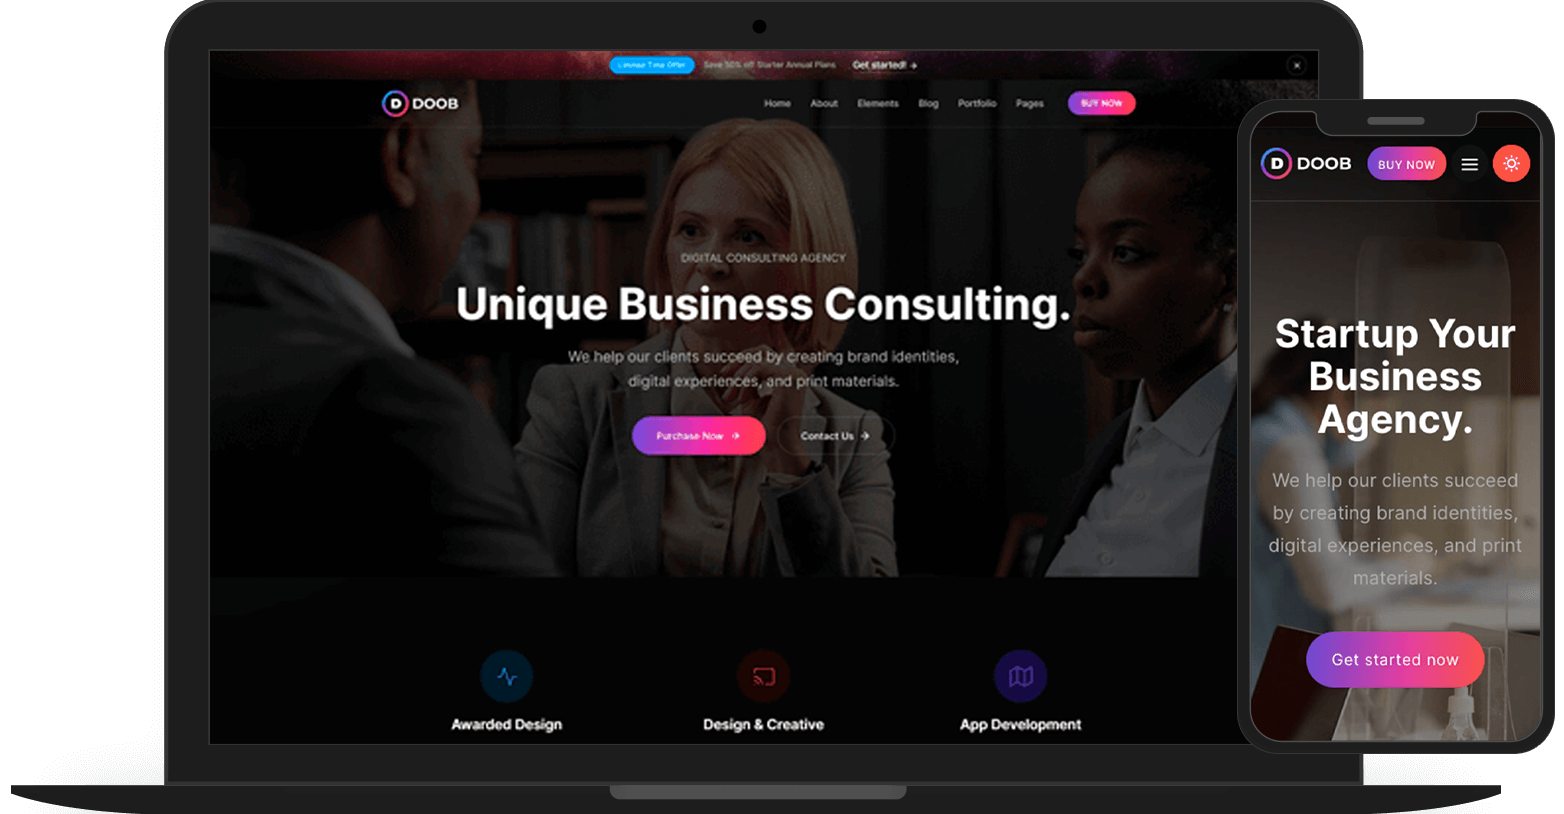 Limited Time Offer Save 50% off Starter Annual Plans Get started! →
D DOOB
Home About Elements Blog Portfolio Pages BUY NOW
DIGITAL CONSULTING AGENCY
Unique Business Consulting.
We help our clients succeed by creating brand identities,
digital experiences, and print materials.
Purchase Now → Contact Us →
Awarded Design Design & Creative App Development
D DOOB BUY NOW
Startup Your
Business
Agency.
We help our clients succeed
by creating brand identities,
digital experiences, and print
materials.
Get started now